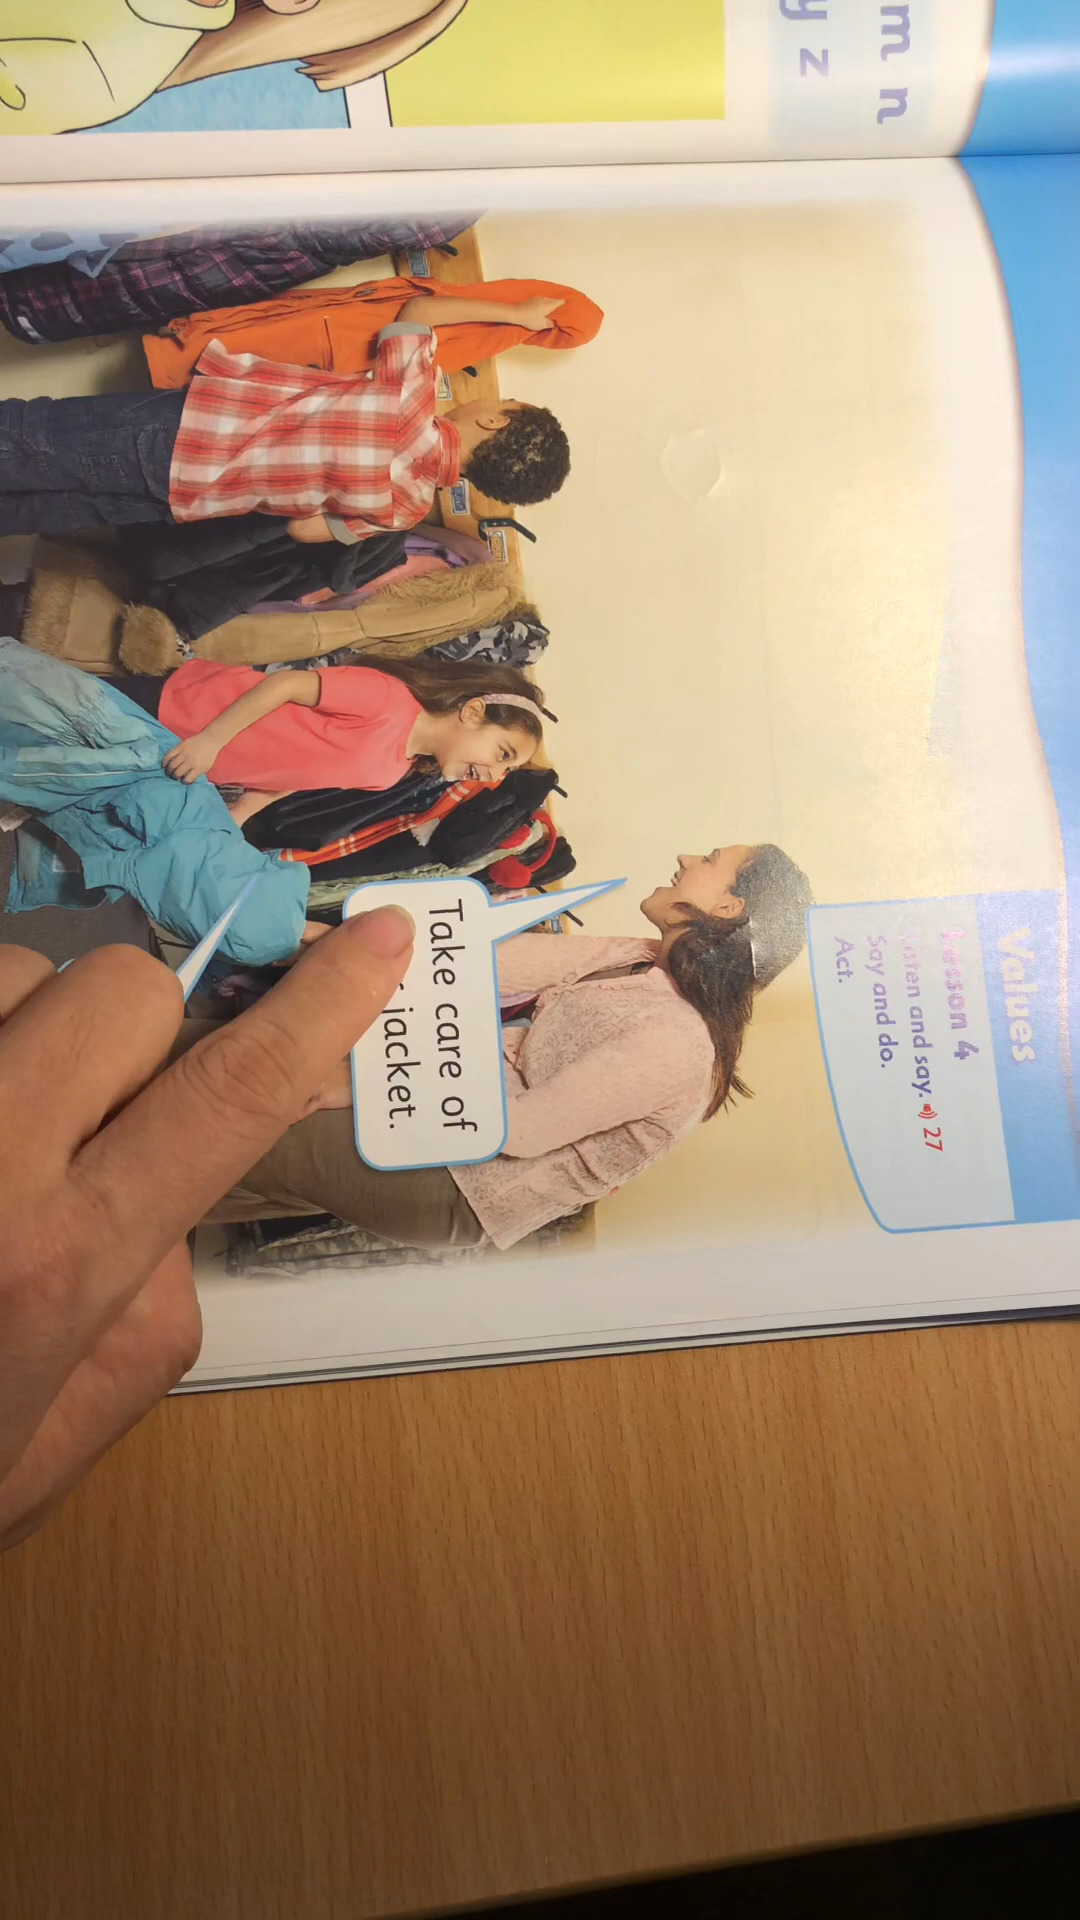 m n
y z
Values
Lesson 4
Listen and say. 27
Say and do.
Act.
Take care of
jacket.